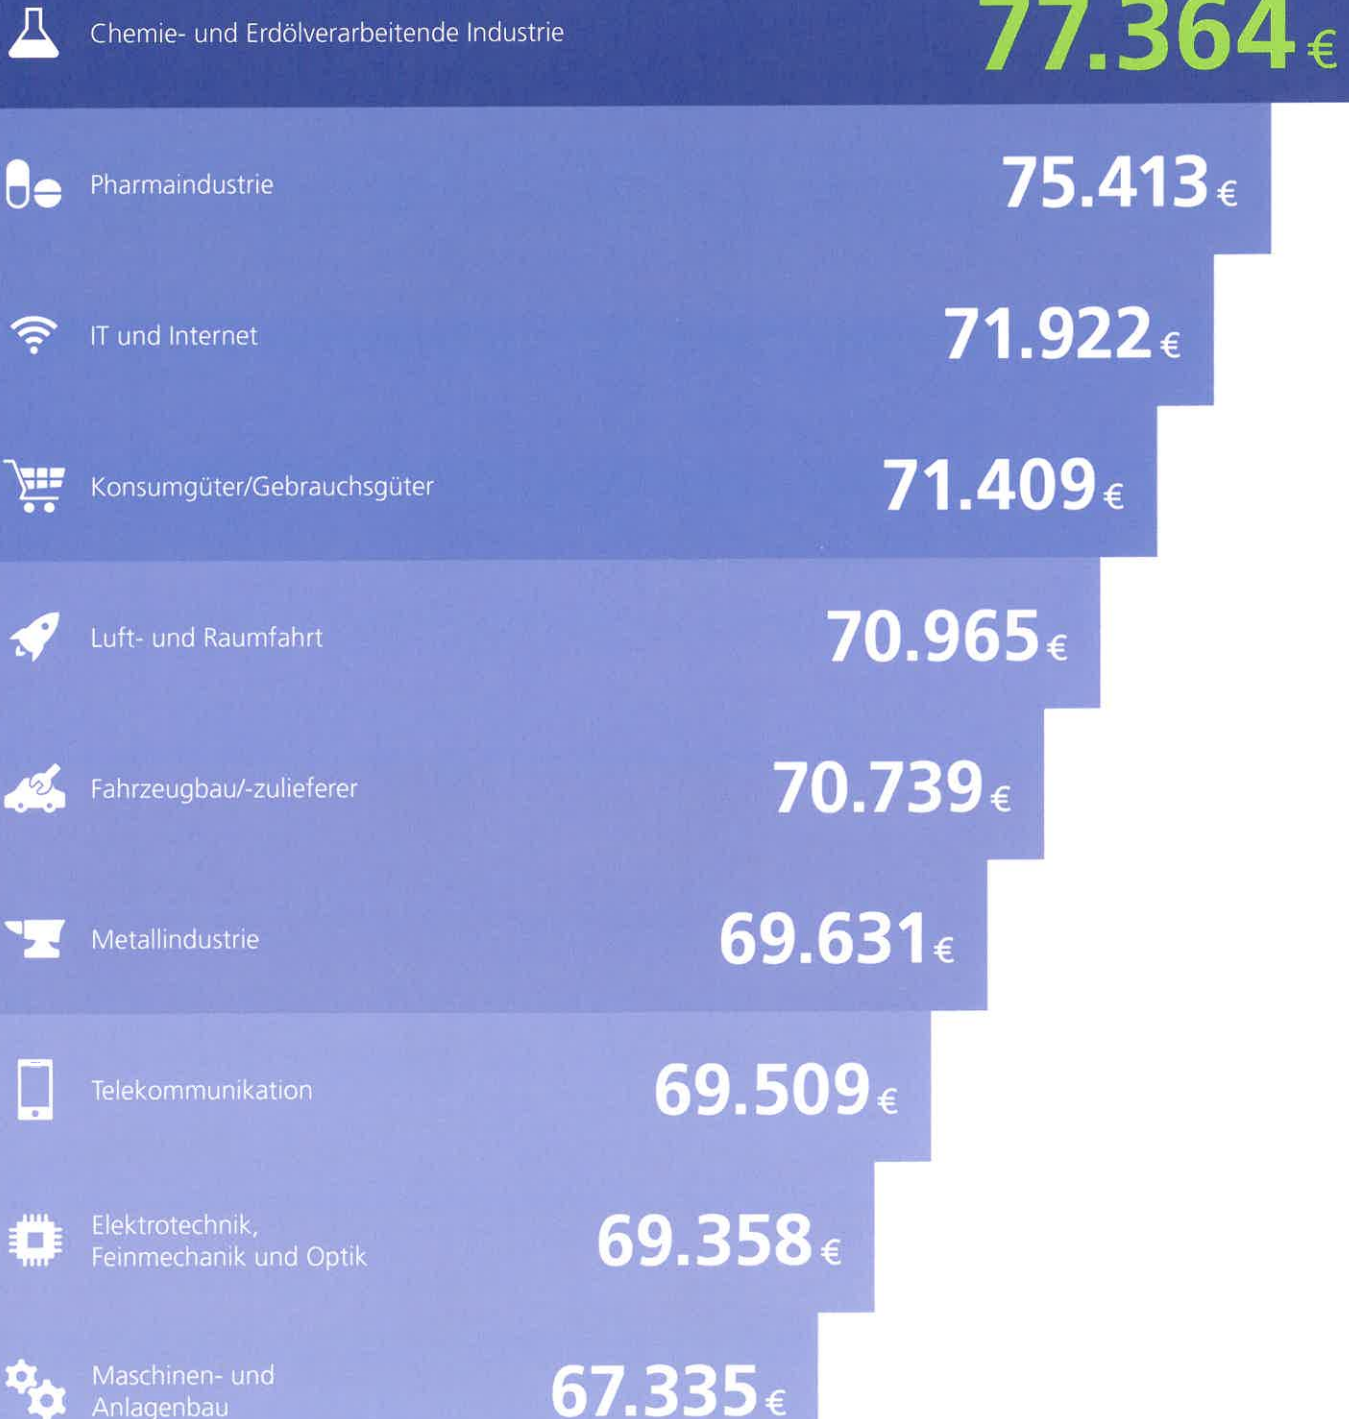 Chemie- und Erdölverarbeitende Industrie
77.364 €
Pharmaindustrie
75.413 €
IT und Internet
71.922 €
Konsumgüter/Gebrauchsgüter
71.409 €
Luft- und Raumfahrt
70.965 €
Fahrzeugbau/-zulieferer
70.739 €
Metallindustrie
69.631 €
Telekommunikation
69.509 €
Elektrotechnik,
Feinmechanik und Optik
69.358 €
Maschinen- und
Anlagenbau
67.335 €